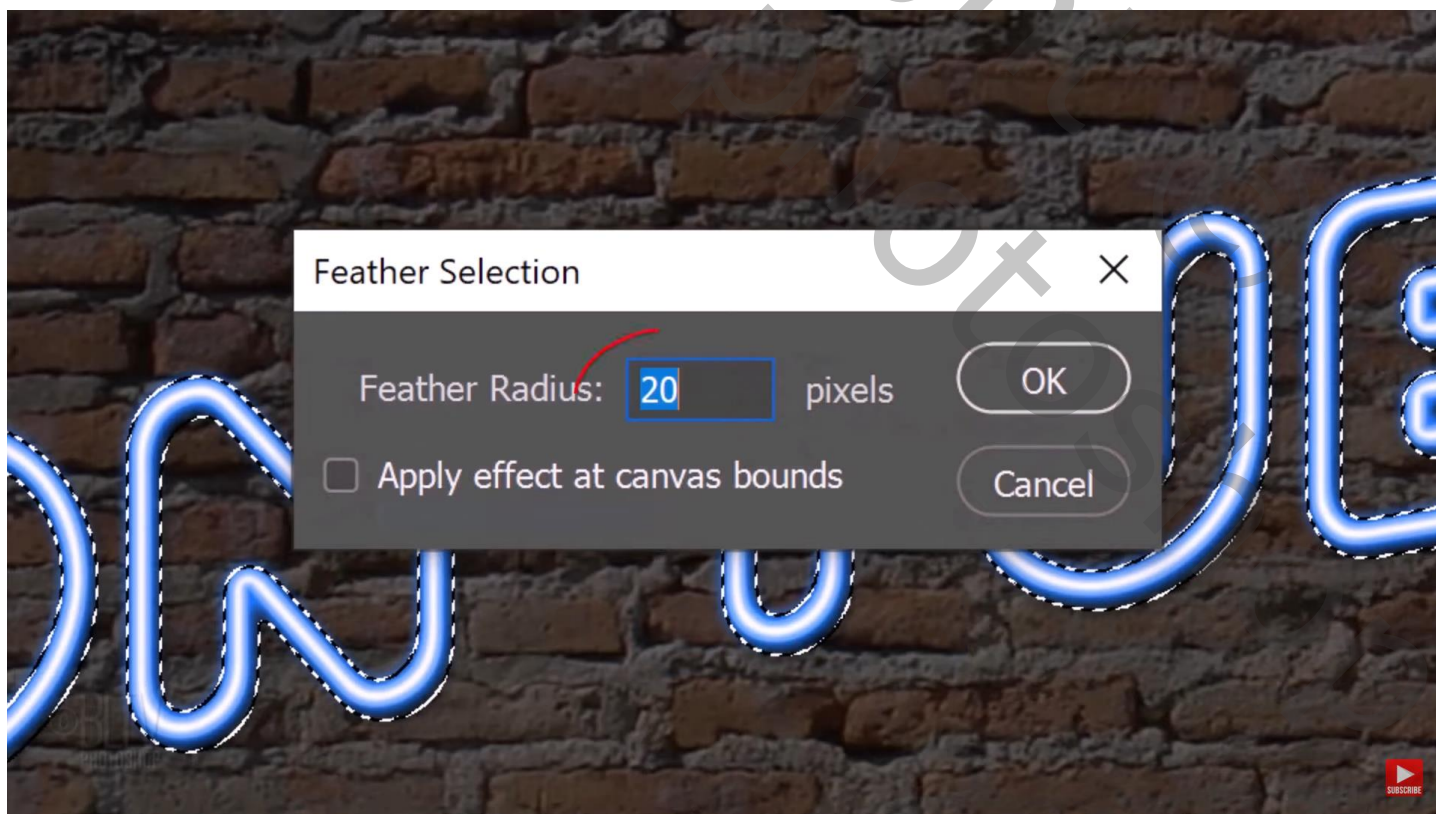 Feather Selection
Feather Radius: 20 pixels OK
Apply effect at canvas bounds Cancel
SUBSCRIBE